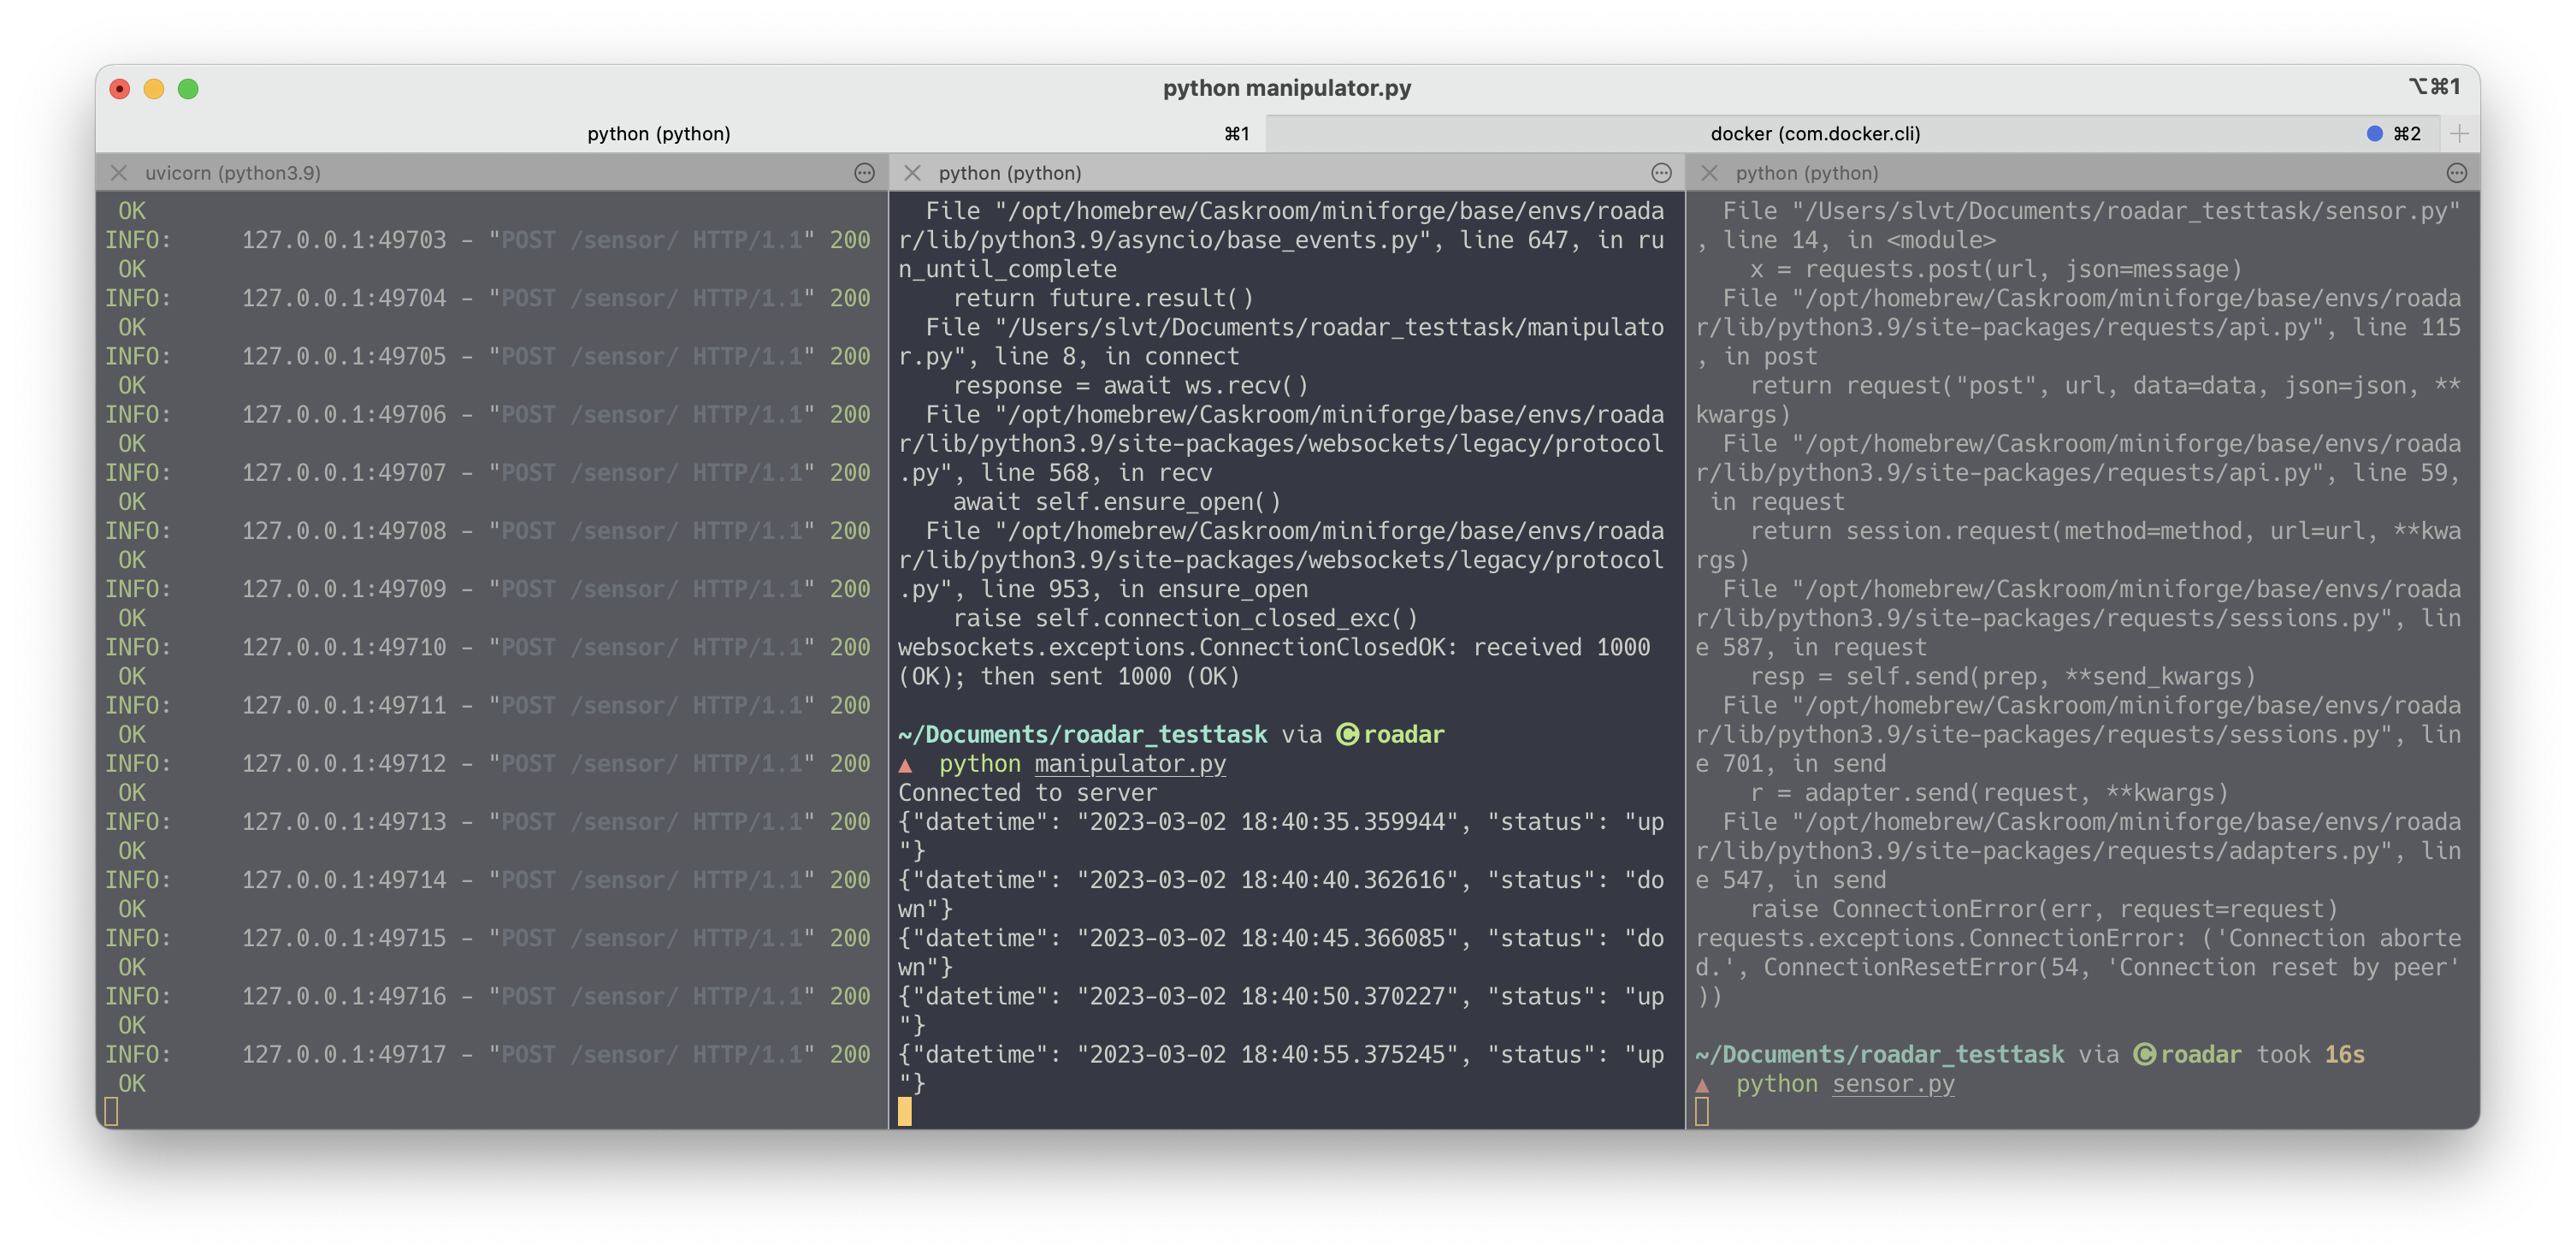 python manipulator.py
⌥⌘1
python (python)
⌘1
docker (com.docker.cli)
⌘2
uvicorn (python3.9)
OK
INFO:     127.0.0.1:49703 - "POST /sensor/ HTTP/1.1" 200
OK
INFO:     127.0.0.1:49704 - "POST /sensor/ HTTP/1.1" 200
OK
INFO:     127.0.0.1:49705 - "POST /sensor/ HTTP/1.1" 200
OK
INFO:     127.0.0.1:49706 - "POST /sensor/ HTTP/1.1" 200
OK
INFO:     127.0.0.1:49707 - "POST /sensor/ HTTP/1.1" 200
OK
INFO:     127.0.0.1:49708 - "POST /sensor/ HTTP/1.1" 200
OK
INFO:     127.0.0.1:49709 - "POST /sensor/ HTTP/1.1" 200
OK
INFO:     127.0.0.1:49710 - "POST /sensor/ HTTP/1.1" 200
OK
INFO:     127.0.0.1:49711 - "POST /sensor/ HTTP/1.1" 200
OK
INFO:     127.0.0.1:49712 - "POST /sensor/ HTTP/1.1" 200
OK
INFO:     127.0.0.1:49713 - "POST /sensor/ HTTP/1.1" 200
OK
INFO:     127.0.0.1:49714 - "POST /sensor/ HTTP/1.1" 200
OK
INFO:     127.0.0.1:49715 - "POST /sensor/ HTTP/1.1" 200
OK
INFO:     127.0.0.1:49716 - "POST /sensor/ HTTP/1.1" 200
OK
INFO:     127.0.0.1:49717 - "POST /sensor/ HTTP/1.1" 200
OK
python (python)
  File "/opt/homebrew/Caskroom/miniforge/base/envs/roada
r/lib/python3.9/asyncio/base_events.py", line 647, in ru
n_until_complete
    return future.result()
  File "/Users/slvt/Documents/roadar_testtask/manipulato
r.py", line 8, in connect
    response = await ws.recv()
  File "/opt/homebrew/Caskroom/miniforge/base/envs/roada
r/lib/python3.9/site-packages/websockets/legacy/protocol
.py", line 568, in recv
    await self.ensure_open()
  File "/opt/homebrew/Caskroom/miniforge/base/envs/roada
r/lib/python3.9/site-packages/websockets/legacy/protocol
.py", line 953, in ensure_open
    raise self.connection_closed_exc()
websockets.exceptions.ConnectionClosedOK: received 1000
(OK); then sent 1000 (OK)
~/Documents/roadar_testtask via 🅒 roadar
▲ python manipulator.py
Connected to server
{"datetime": "2023-03-02 18:40:35.359944", "status": "up
"}
{"datetime": "2023-03-02 18:40:40.362616", "status": "do
wn"}
{"datetime": "2023-03-02 18:40:45.366085", "status": "do
wn"}
{"datetime": "2023-03-02 18:40:50.370227", "status": "up
"}
{"datetime": "2023-03-02 18:40:55.375245", "status": "up
"}
python (python)
  File "/Users/slvt/Documents/roadar_testtask/sensor.py"
, line 14, in <module>
    x = requests.post(url, json=message)
  File "/opt/homebrew/Caskroom/miniforge/base/envs/roada
r/lib/python3.9/site-packages/requests/api.py", line 115
, in post
    return request("post", url, data=data, json=json, **
kwargs)
  File "/opt/homebrew/Caskroom/miniforge/base/envs/roada
r/lib/python3.9/site-packages/requests/api.py", line 59,
 in request
    return session.request(method=method, url=url, **kwa
rgs)
  File "/opt/homebrew/Caskroom/miniforge/base/envs/roada
r/lib/python3.9/site-packages/requests/sessions.py", lin
e 587, in request
    resp = self.send(prep, **send_kwargs)
  File "/opt/homebrew/Caskroom/miniforge/base/envs/roada
r/lib/python3.9/site-packages/requests/sessions.py", lin
e 701, in send
    r = adapter.send(request, **kwargs)
  File "/opt/homebrew/Caskroom/miniforge/base/envs/roada
r/lib/python3.9/site-packages/requests/adapters.py", lin
e 547, in send
    raise ConnectionError(err, request=request)
requests.exceptions.ConnectionError: ('Connection aborte
d.', ConnectionResetError(54, 'Connection reset by peer'
))
~/Documents/roadar_testtask via 🅒 roadar took 16s
▲ python sensor.py